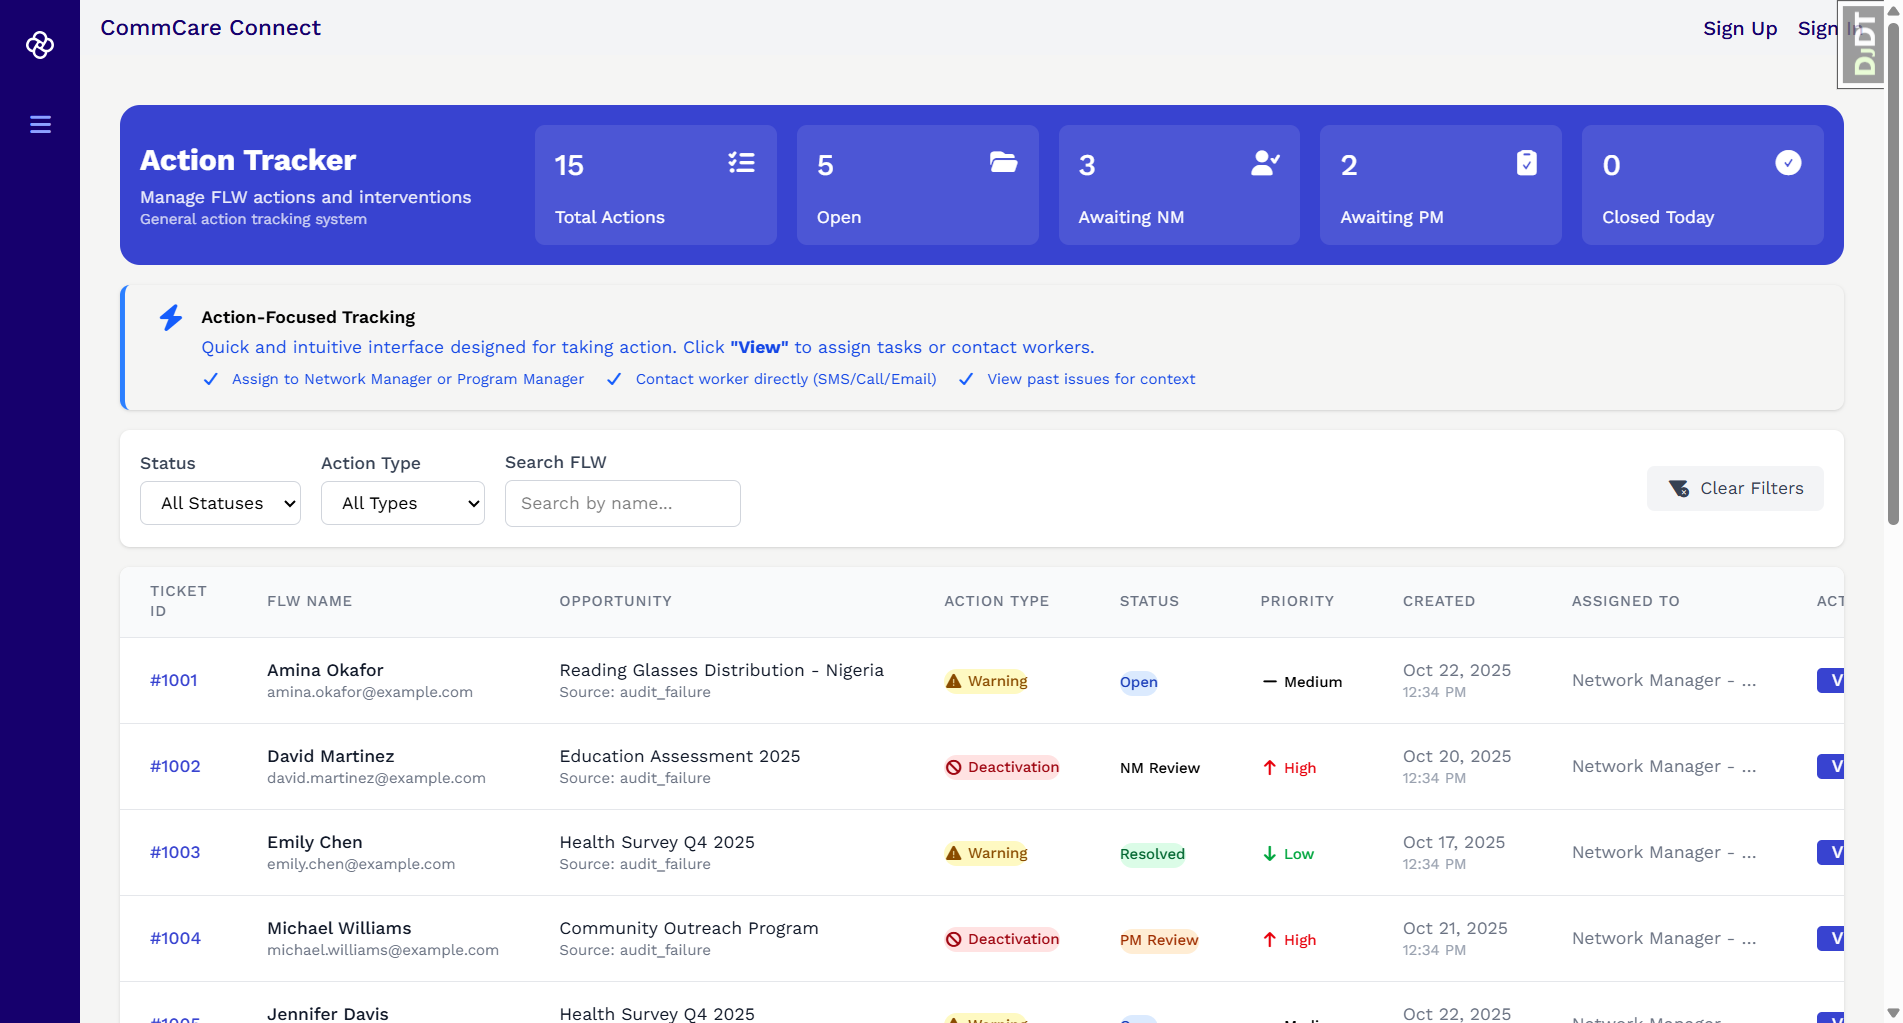 CommCare Connect
Sign Up
Sign In
DJDT
Action Tracker
Manage FLW actions and interventions
General action tracking system
15
Total Actions
5
Open
3
Awaiting NM
2
Awaiting PM
0
Closed Today
Action-Focused Tracking
Quick and intuitive interface designed for taking action. Click "View" to assign tasks or contact workers.
Assign to Network Manager or Program Manager
Contact worker directly (SMS/Call/Email)
View past issues for context
Status
All Statuses
Action Type
All Types
Search FLW
Search by name...
Clear Filters
TICKET ID
FLW NAME
OPPORTUNITY
ACTION TYPE
STATUS
PRIORITY
CREATED
ASSIGNED TO
ACT
#1001
Amina Okafor
amina.okafor@example.com
Reading Glasses Distribution - Nigeria
Source: audit_failure
Warning
Open
Medium
Oct 22, 2025
12:34 PM
Network Manager - ...
V
#1002
David Martinez
david.martinez@example.com
Education Assessment 2025
Source: audit_failure
Deactivation
NM Review
High
Oct 20, 2025
12:34 PM
Network Manager - ...
V
#1003
Emily Chen
emily.chen@example.com
Health Survey Q4 2025
Source: audit_failure
Warning
Resolved
Low
Oct 17, 2025
12:34 PM
Network Manager - ...
V
#1004
Michael Williams
michael.williams@example.com
Community Outreach Program
Source: audit_failure
Deactivation
PM Review
High
Oct 21, 2025
12:34 PM
Network Manager - ...
V
#1005
Jennifer Davis
Health Survey Q4 2025
Warning
Oct 22, 2025